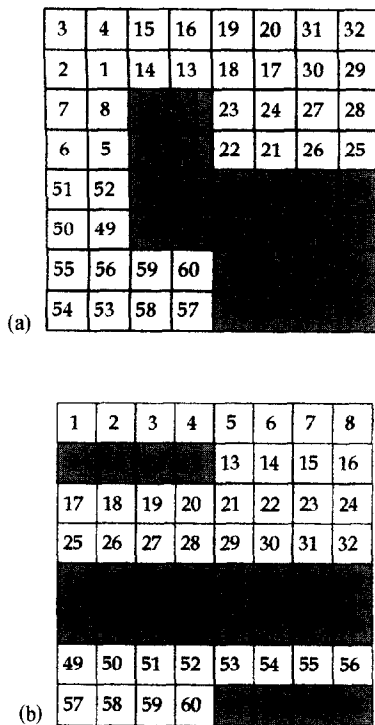 3 4 15 16 19 20 31 32
2 1 14 13 18 17 30 29
7 8 23 24 27 28
6 5 22 21 26 25
51 52
50 49
55 56 59 60
54 53 58 57
(a)
1 2 3 4 5 6 7 8
13 14 15 16
17 18 19 20 21 22 23 24
25 26 27 28 29 30 31 32
49 50 51 52 53 54 55 56
57 58 59 60
(b)